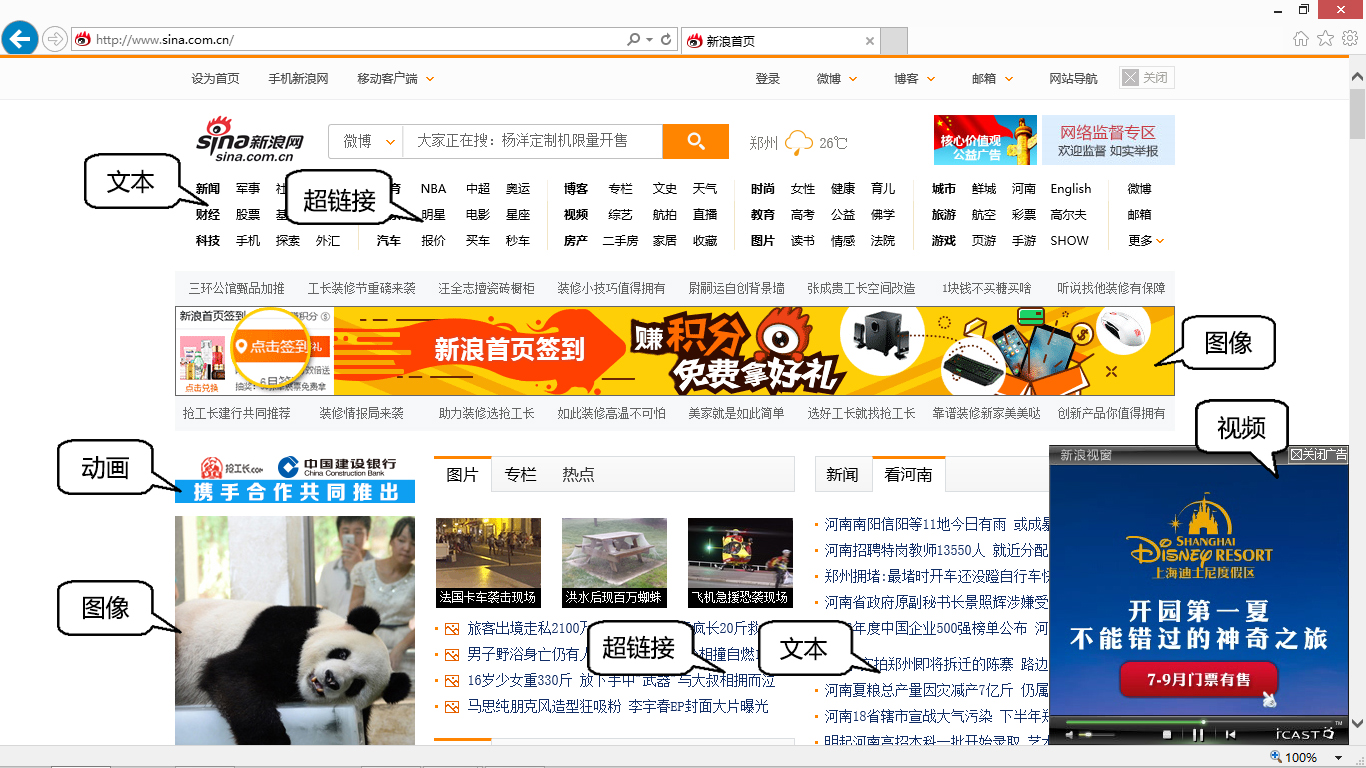 http://www.sina.com.cn/
新浪首页
设为首页 手机新浪网 移动客户端 登录 微博 博客 邮箱 网站导航 关闭
sina新浪网
sina.com.cn
微博 大家正在搜：杨洋定制机限量开售
郑州 26℃
核心价值观
公益广告
网络监督专区
欢迎监督 如实举报
文本
超链接
新闻 军事 NBA 中超 奥运 博客 专栏 文史 天气 时尚 女性 健康 育儿 城市 鲜城 河南 English 微博
财经 股票 明星 电影 星座 视频 综艺 航拍 直播 教育 高考 公益 佛学 旅游 航空 彩票 高尔夫 邮箱
科技 手机 探索 外汇 汽车 报价 买车 秒车 房产 二手房 家居 收藏 图片 读书 情感 法院 游戏 页游 手游 SHOW 更多
三环公馆甄品加推 工长装修节重磅来袭 汪全志擅瓷砖橱柜 装修小技巧值得拥有 尉嗣运自创背景墙 张成贵工长空间改造 1块钱不买糖买啥 听说找他装修有保障
新浪首页签到
点击签到
点击兑换
新浪首页签到
赚积分
免费拿好礼
图像
抢工长建行共同推荐 装修情报局来袭 助力装修选抢工长 如此装修高温不可怕 美家就是如此简单 选好工长就找抢工长 靠谱装修新家美美哒 创新产品你值得拥有
视频
动画
抢工长.com 中国建设银行
China Construction Bank
携手合作共同推出
图片 专栏 热点
新闻 看河南
新浪视窗 关闭广告
图像
法国卡车袭击现场 洪水后现百万蜘蛛 飞机急援恐袭现场
旅客出境走私2100万 疯长20斤救
男子野浴身亡仍有人 相撞自燃
16岁少女重330斤 放下手中 武器 与大叔相拥而泣
马思纯朋克风造型狂吸粉 李宇春EP封面大片曝光
超链接
文本
河南南阳信阳等11地今日有雨 或成暴
河南招聘特岗教师13550人 就近分配
郑州拥堵:最堵时开车还没蹬自行车快
河南省政府原副秘书长景照辉涉嫌受
年度中国企业500强榜单公布 河
拍郑州即将拆迁的陈寨 路边
河南夏粮总产量因灾减产7亿斤 仍属
河南18省辖市宣战大气污染 下半年郑
明起河南高招本科一批开始录取 艺术
SHANGHAI
Disney RESORT
上海迪士尼度假区
开园第一夏
不能错过的神奇之旅
7-9月门票有售
iCAST
100%